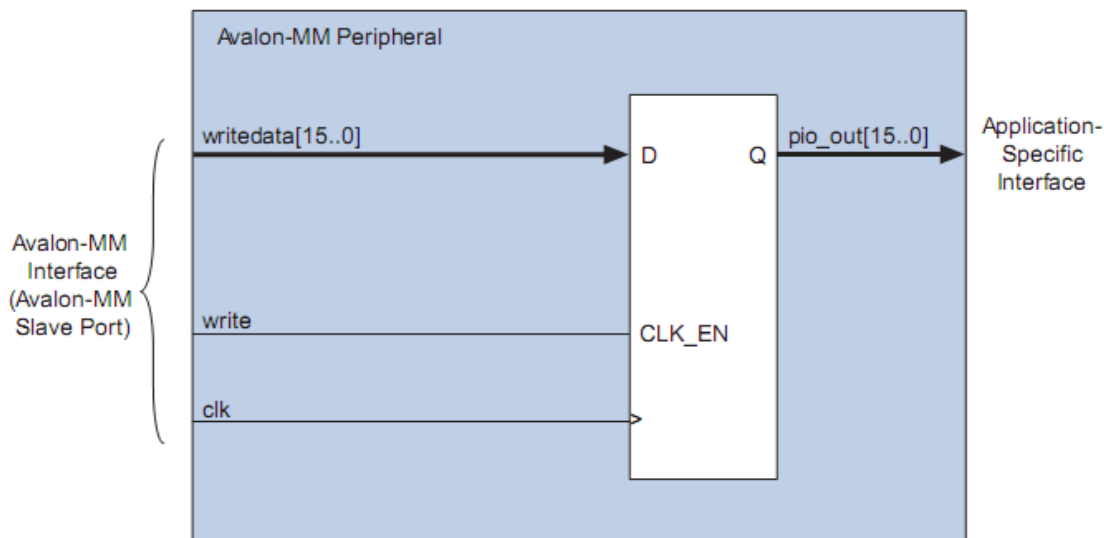 Avalon-MM Peripheral
writedata[15..0]
D
Q
pio_out[15..0]
Application-
Specific
Interface
Avalon-MM
Interface
(Avalon-MM
Slave Port)
write
CLK_EN
clk